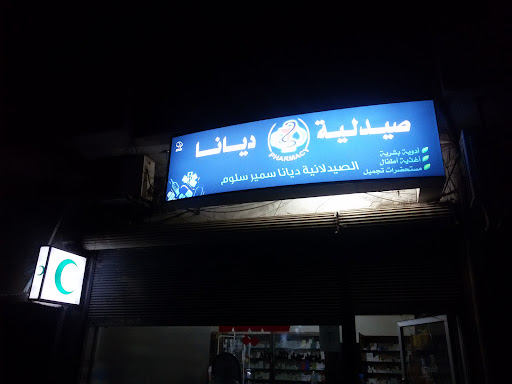 صيدلية ديانا
PHARMACY
الصيدلانية ديانا سمير سلوم
أدوية بشرية
أغذية أطفال
مستحضرات تجميل